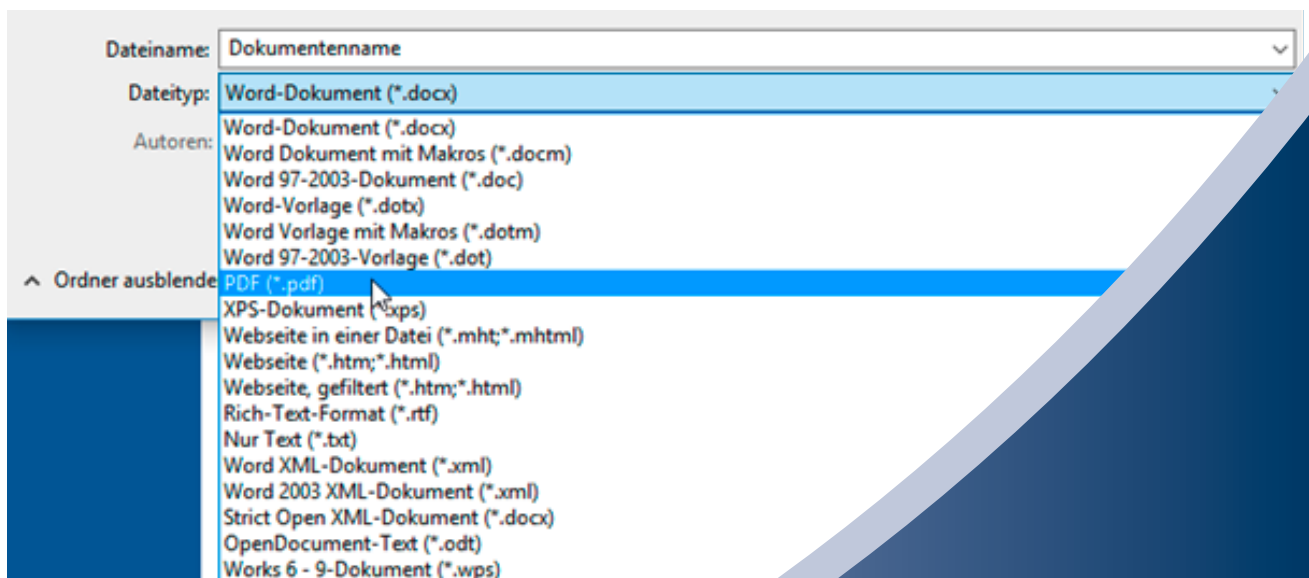 Dateiname: Dokumentenname
Dateityp: Word-Dokument (*.docx)
Autoren:
Word-Dokument (*.docx)
Word Dokument mit Makros (*.docm)
Word 97-2003-Dokument (*.doc)
Word-Vorlage (*.dotx)
Word Vorlage mit Makros (*.dotm)
Word 97-2003-Vorlage (*.dot)
Ordner ausblende
PDF (*.pdf)
XPS-Dokument (*.xps)
Webseite in einer Datei (*.mht;*.mhtml)
Webseite (*.htm;*.html)
Webseite, gefiltert (*.htm;*.html)
Rich-Text-Format (*.rtf)
Nur Text (*.txt)
Word XML-Dokument (*.xml)
Word 2003 XML-Dokument (*.xml)
Strict Open XML-Dokument (*.docx)
OpenDocument-Text (*.odt)
Works 6 - 9-Dokument (*.wps)